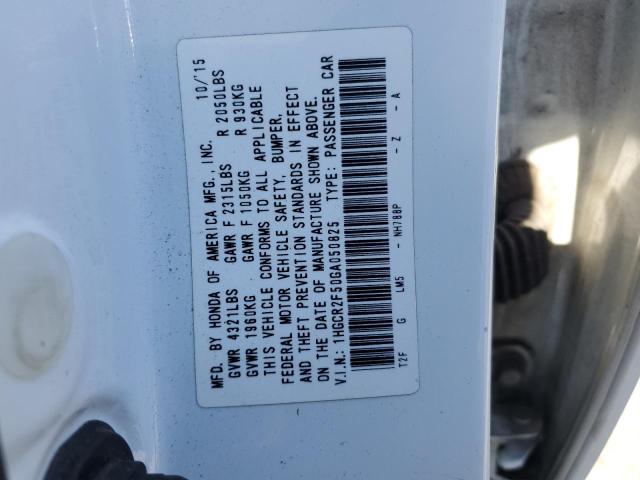 MFD. BY HONDA OF AMERICA MFG., INC. 10/'15
GVWR 4321LBS GAWR F 2315LBS R 2050LBS
GVWR 1960KG GAWR F 1050KG R 930KG
THIS VEHICLE CONFORMS TO ALL APPLICABLE
FEDERAL MOTOR VEHICLE SAFETY, BUMPER,
AND THEFT PREVENTION STANDARDS IN EFFECT
ON THE DATE OF MANUFACTURE SHOWN ABOVE.
V.I.N.: 1HGCR2F50GA050825 TYPE: PASSENGER CAR
T2F G LM5 - NH788P - Z - A